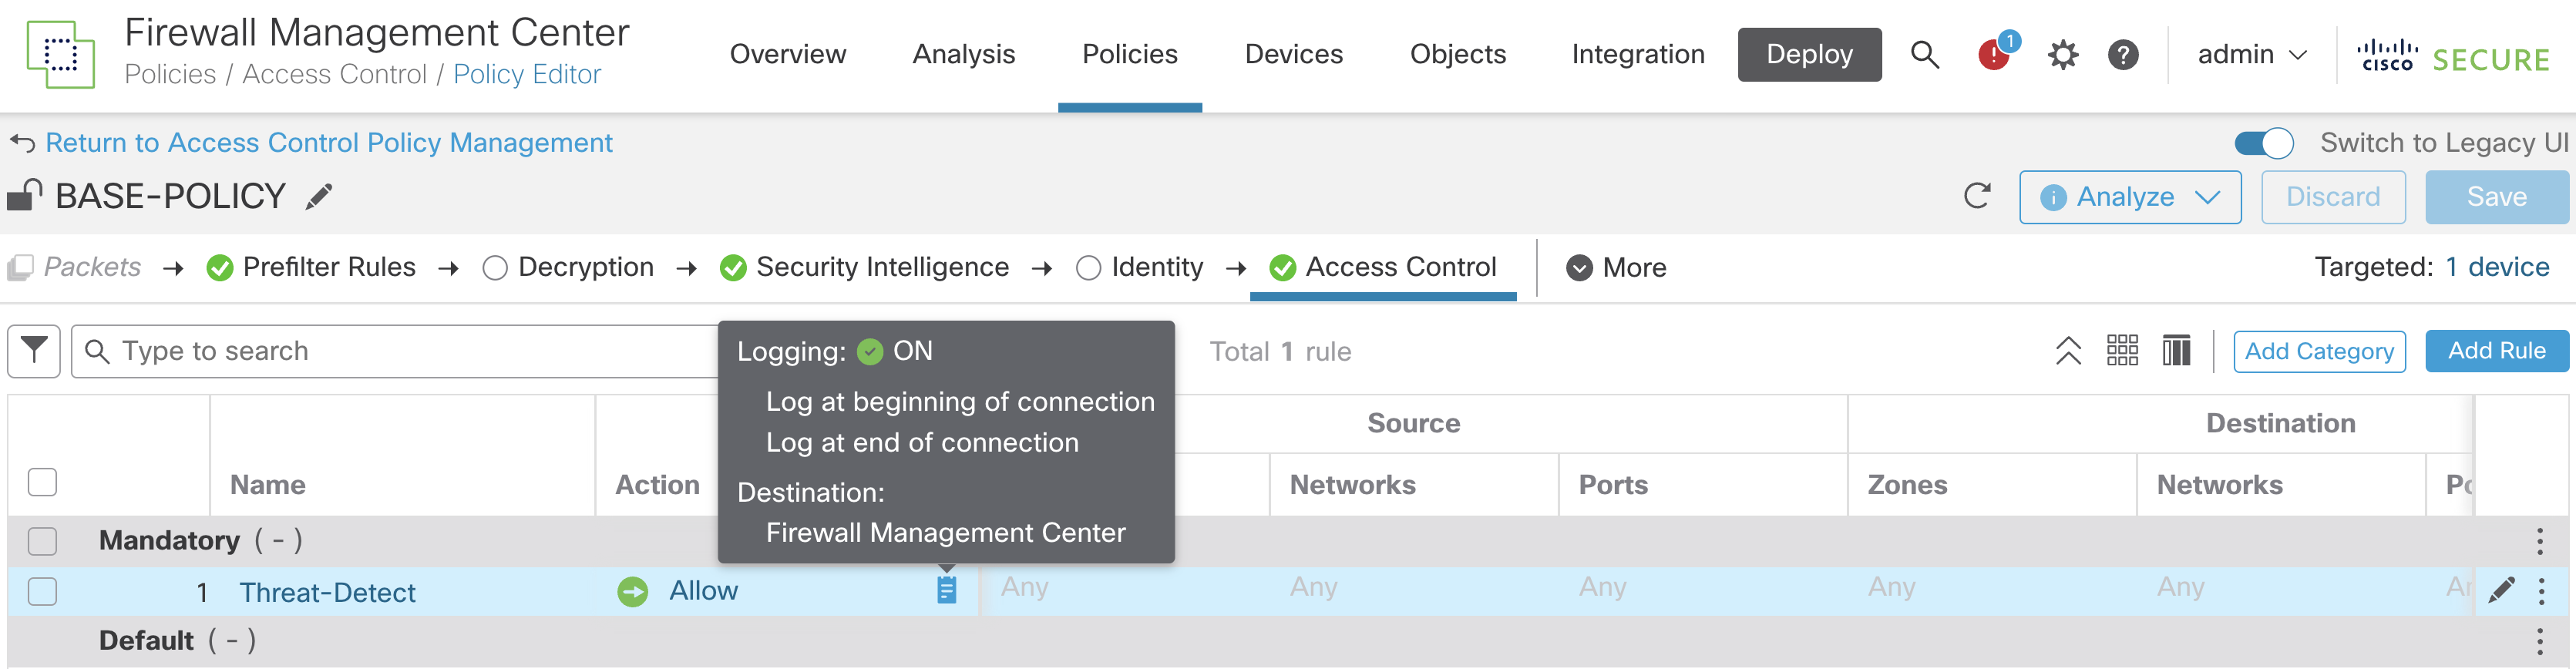 Firewall Management Center
Policies / Access Control / Policy Editor
Overview Analysis Policies Devices Objects Integration Deploy 1 admin cisco SECURE
Return to Access Control Policy Management Switch to Legacy UI
BASE-POLICY Analyze Discard Save
Packets → Prefilter Rules → Decryption → Security Intelligence → Identity → Access Control More Targeted: 1 device
Type to search Total 1 rule Add Category Add Rule
Logging: ON
Log at beginning of connection
Log at end of connection
Destination:
Firewall Management Center
Source Destination
Name Action Networks Ports Zones Networks
Mandatory ( - )
1 Threat-Detect Allow Any Any Any Any Any
Default ( - )